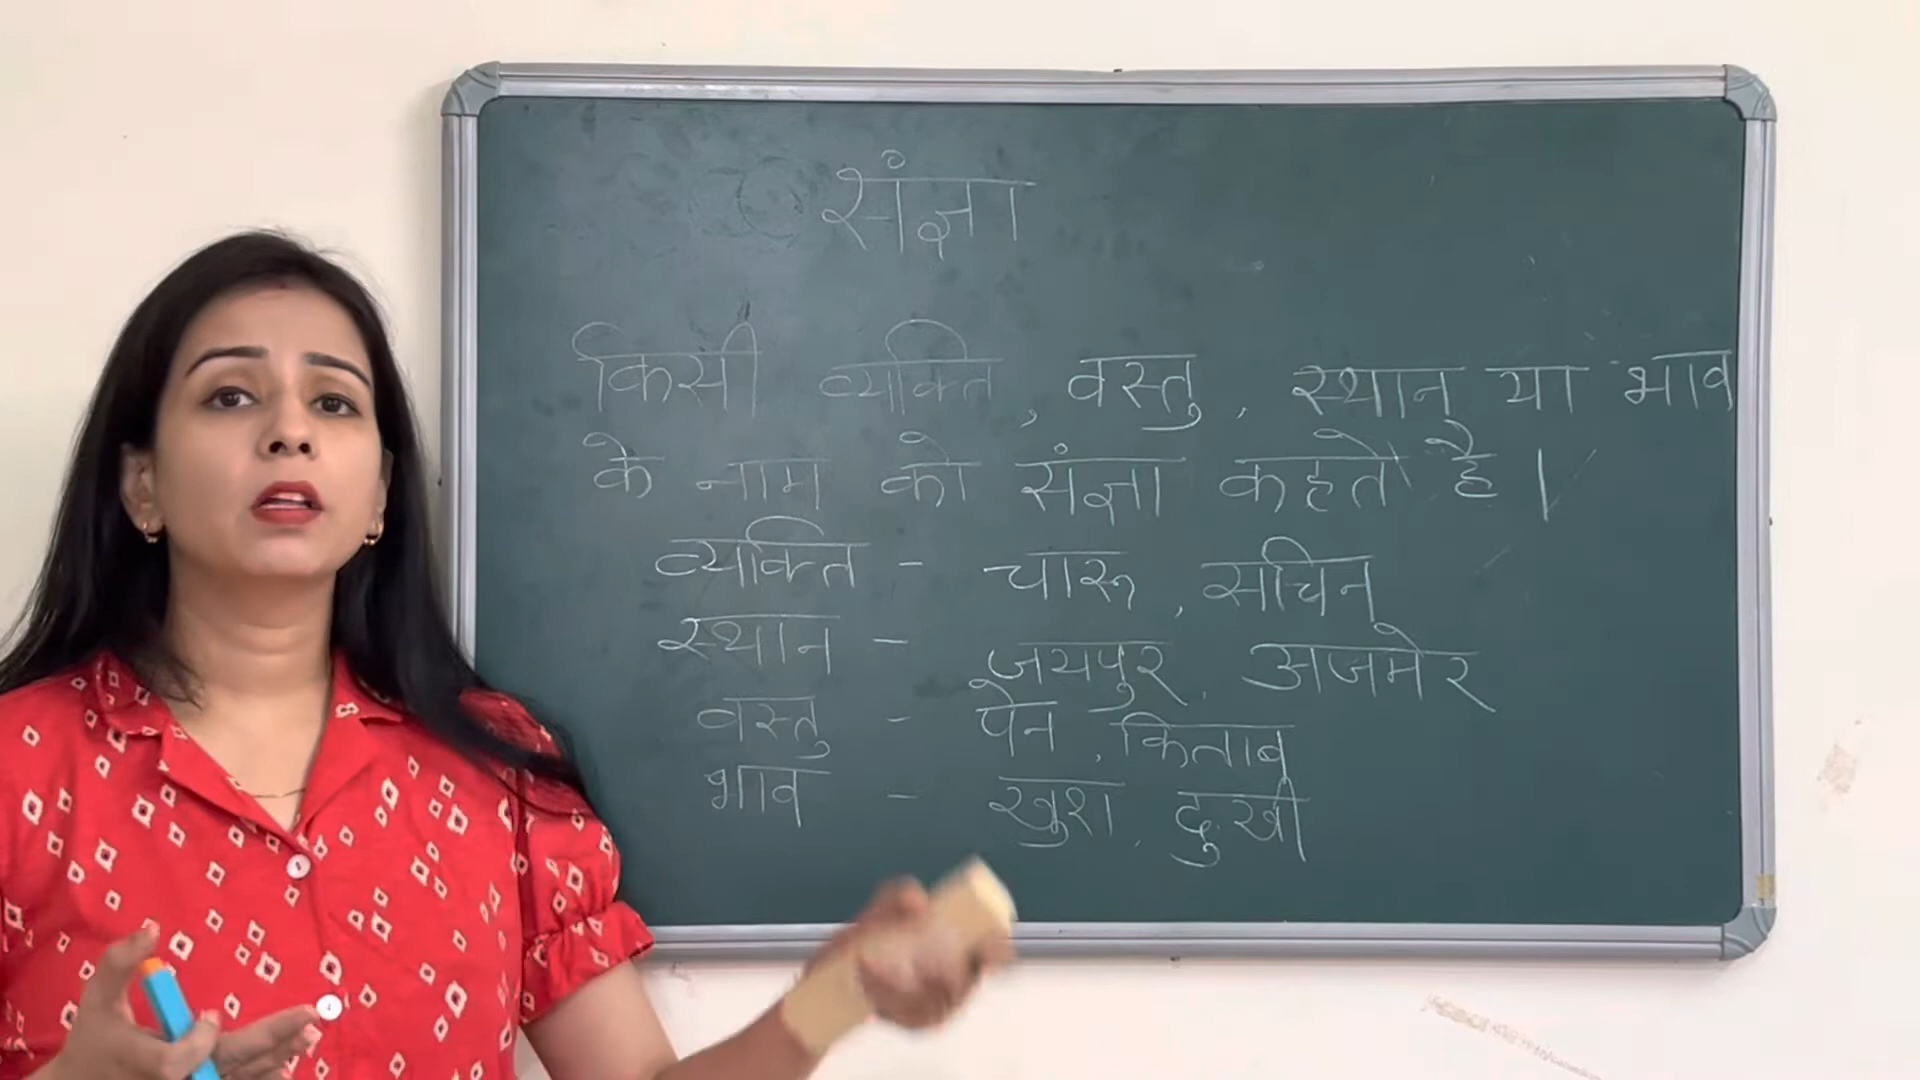 संज्ञा
किसी व्यक्ति, वस्तु, स्थान या भाव
के नाम को संज्ञा कहते है।
व्यक्ति - चारू, सचिन
स्थान - जयपुर, अजमेर
वस्तु - पेन, किताब
भाव - खुश, दुःखी